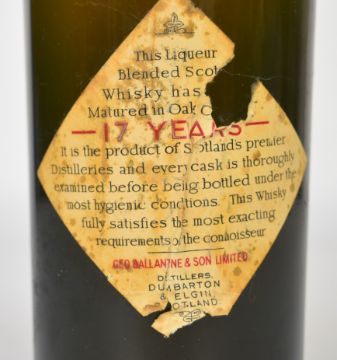 This Liqueur
Blended Scot
Whisky has
Matured in Oak C
17 YEARS
It is the product of Scotland's premier
Distilleries and every cask is thoroughly
examined before being bottled under the
most hygienic conditions. This Whisky
fully satisfies the most exacting
requirements of the connoisseur
GEO BALLANTINE & SON LIMITED
DISTILLERS.
DUMBARTON
& ELGIN
SCOTLAND.